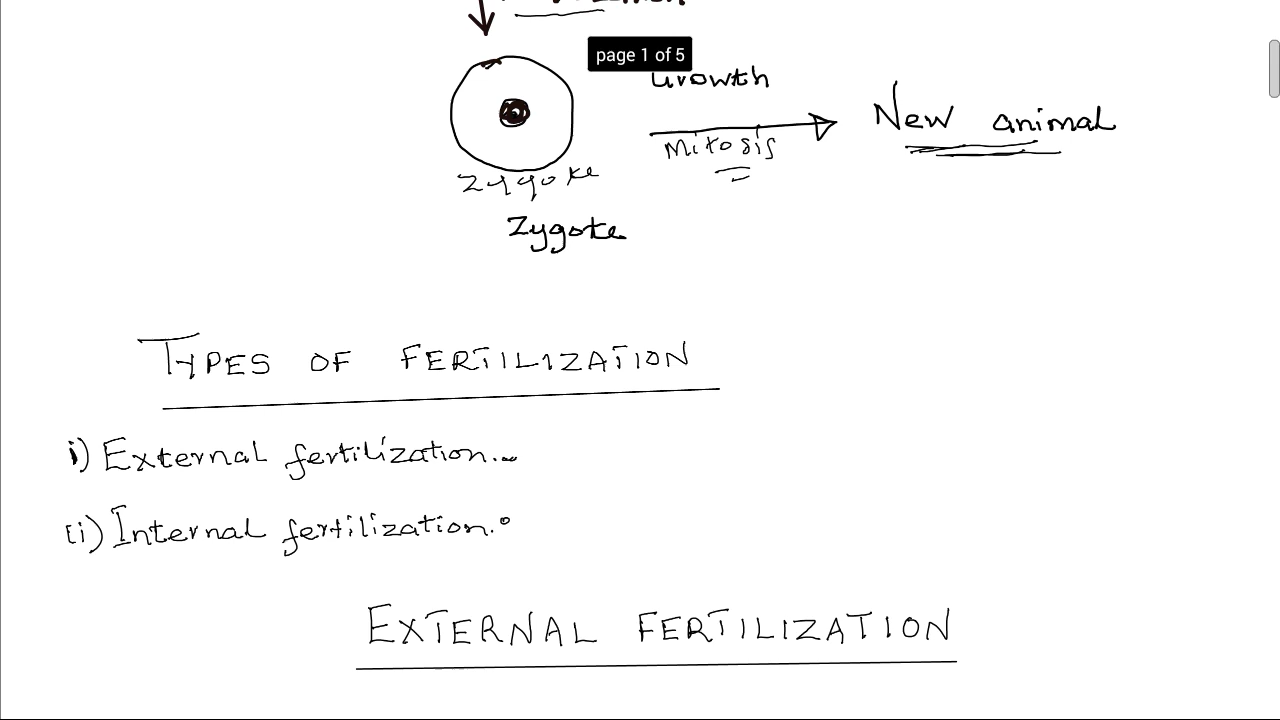 page 1 of 5
Growth
New animal
Mitosis
Zygote
Zygote
TYPES OF FERTILIZATION
i) External fertilization..
(i) Internal fertilization.
EXTERNAL FERTILIZATION